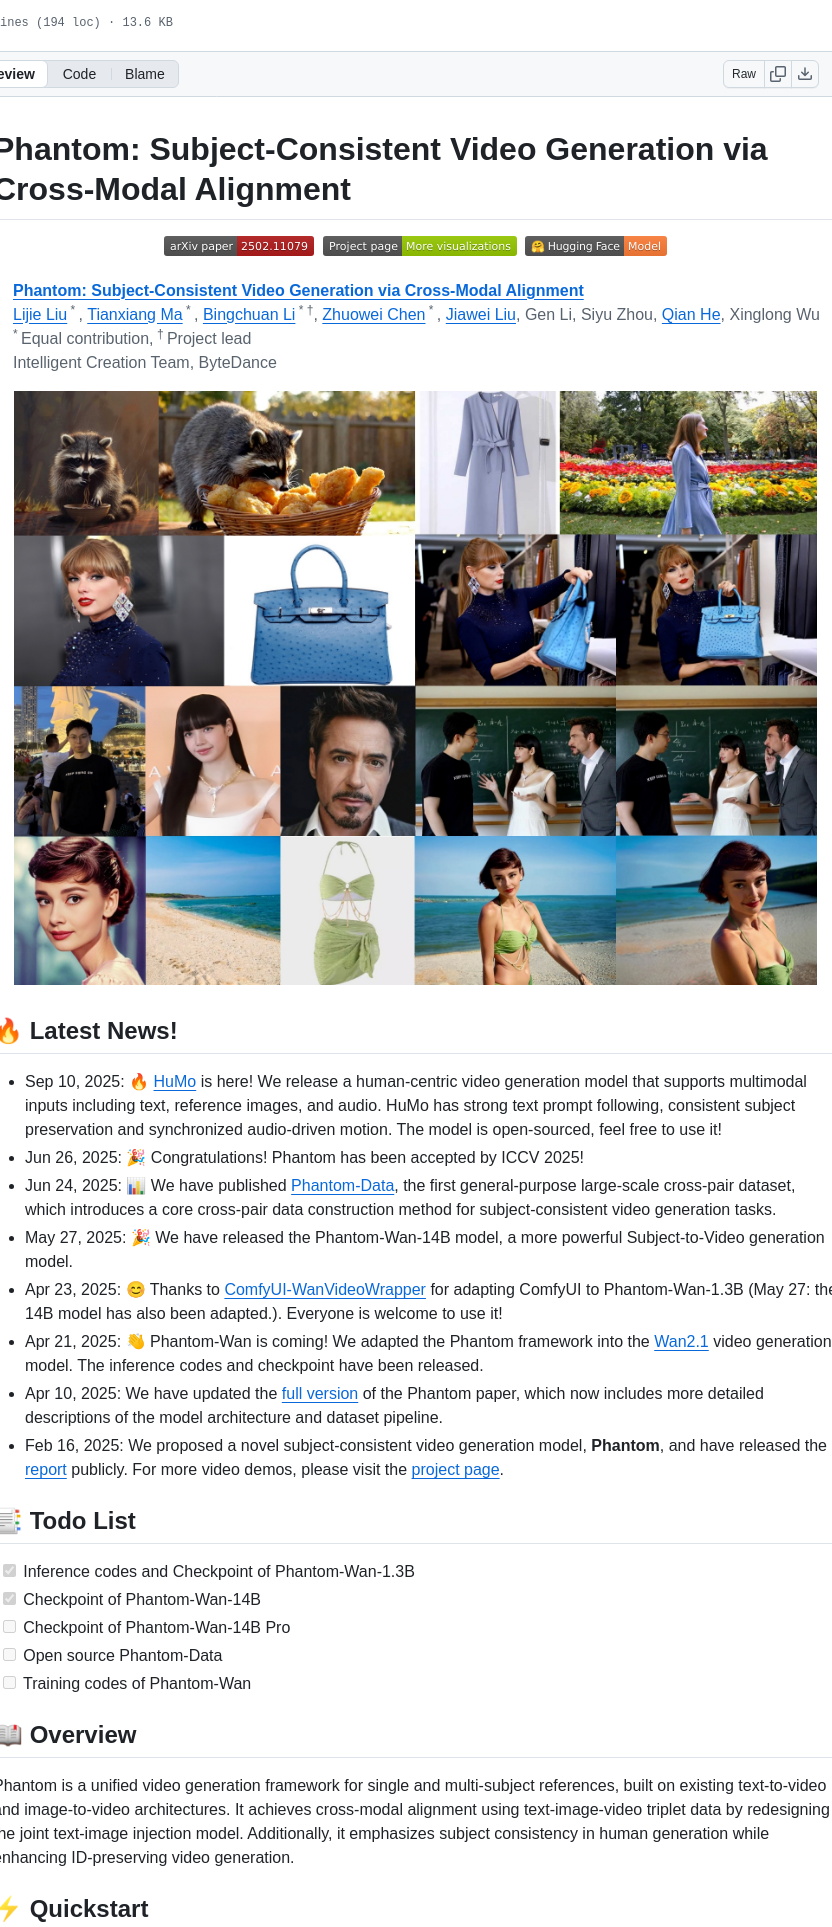 ines (194 loc) · 13.6 KB
eview Code Blame Raw
Phantom: Subject-Consistent Video Generation via
Cross-Modal Alignment
arXiv paper 2502.11079 Project page More visualizations 🤗 Hugging Face Model
Phantom: Subject-Consistent Video Generation via Cross-Modal Alignment
Lijie Liu * , Tianxiang Ma * , Bingchuan Li * †, Zhuowei Chen * , Jiawei Liu, Gen Li, Siyu Zhou, Qian He, Xinglong Wu
* Equal contribution, † Project lead
Intelligent Creation Team, ByteDance
🔥 Latest News!
• Sep 10, 2025: 🔥 HuMo is here! We release a human-centric video generation model that supports multimodal
inputs including text, reference images, and audio. HuMo has strong text prompt following, consistent subject
preservation and synchronized audio-driven motion. The model is open-sourced, feel free to use it!
• Jun 26, 2025: 🎉 Congratulations! Phantom has been accepted by ICCV 2025!
• Jun 24, 2025: 📊 We have published Phantom-Data, the first general-purpose large-scale cross-pair dataset,
which introduces a core cross-pair data construction method for subject-consistent video generation tasks.
• May 27, 2025: 🎉 We have released the Phantom-Wan-14B model, a more powerful Subject-to-Video generation
model.
• Apr 23, 2025: 😊 Thanks to ComfyUI-WanVideoWrapper for adapting ComfyUI to Phantom-Wan-1.3B (May 27: the
14B model has also been adapted.). Everyone is welcome to use it!
• Apr 21, 2025: 👋 Phantom-Wan is coming! We adapted the Phantom framework into the Wan2.1 video generation
model. The inference codes and checkpoint have been released.
• Apr 10, 2025: We have updated the full version of the Phantom paper, which now includes more detailed
descriptions of the model architecture and dataset pipeline.
• Feb 16, 2025: We proposed a novel subject-consistent video generation model, Phantom, and have released the
report publicly. For more video demos, please visit the project page.
📑 Todo List
Inference codes and Checkpoint of Phantom-Wan-1.3B
Checkpoint of Phantom-Wan-14B
Checkpoint of Phantom-Wan-14B Pro
Open source Phantom-Data
Training codes of Phantom-Wan
📖 Overview
Phantom is a unified video generation framework for single and multi-subject references, built on existing text-to-video
and image-to-video architectures. It achieves cross-modal alignment using text-image-video triplet data by redesigning
the joint text-image injection model. Additionally, it emphasizes subject consistency in human generation while
enhancing ID-preserving video generation.
⚡ Quickstart